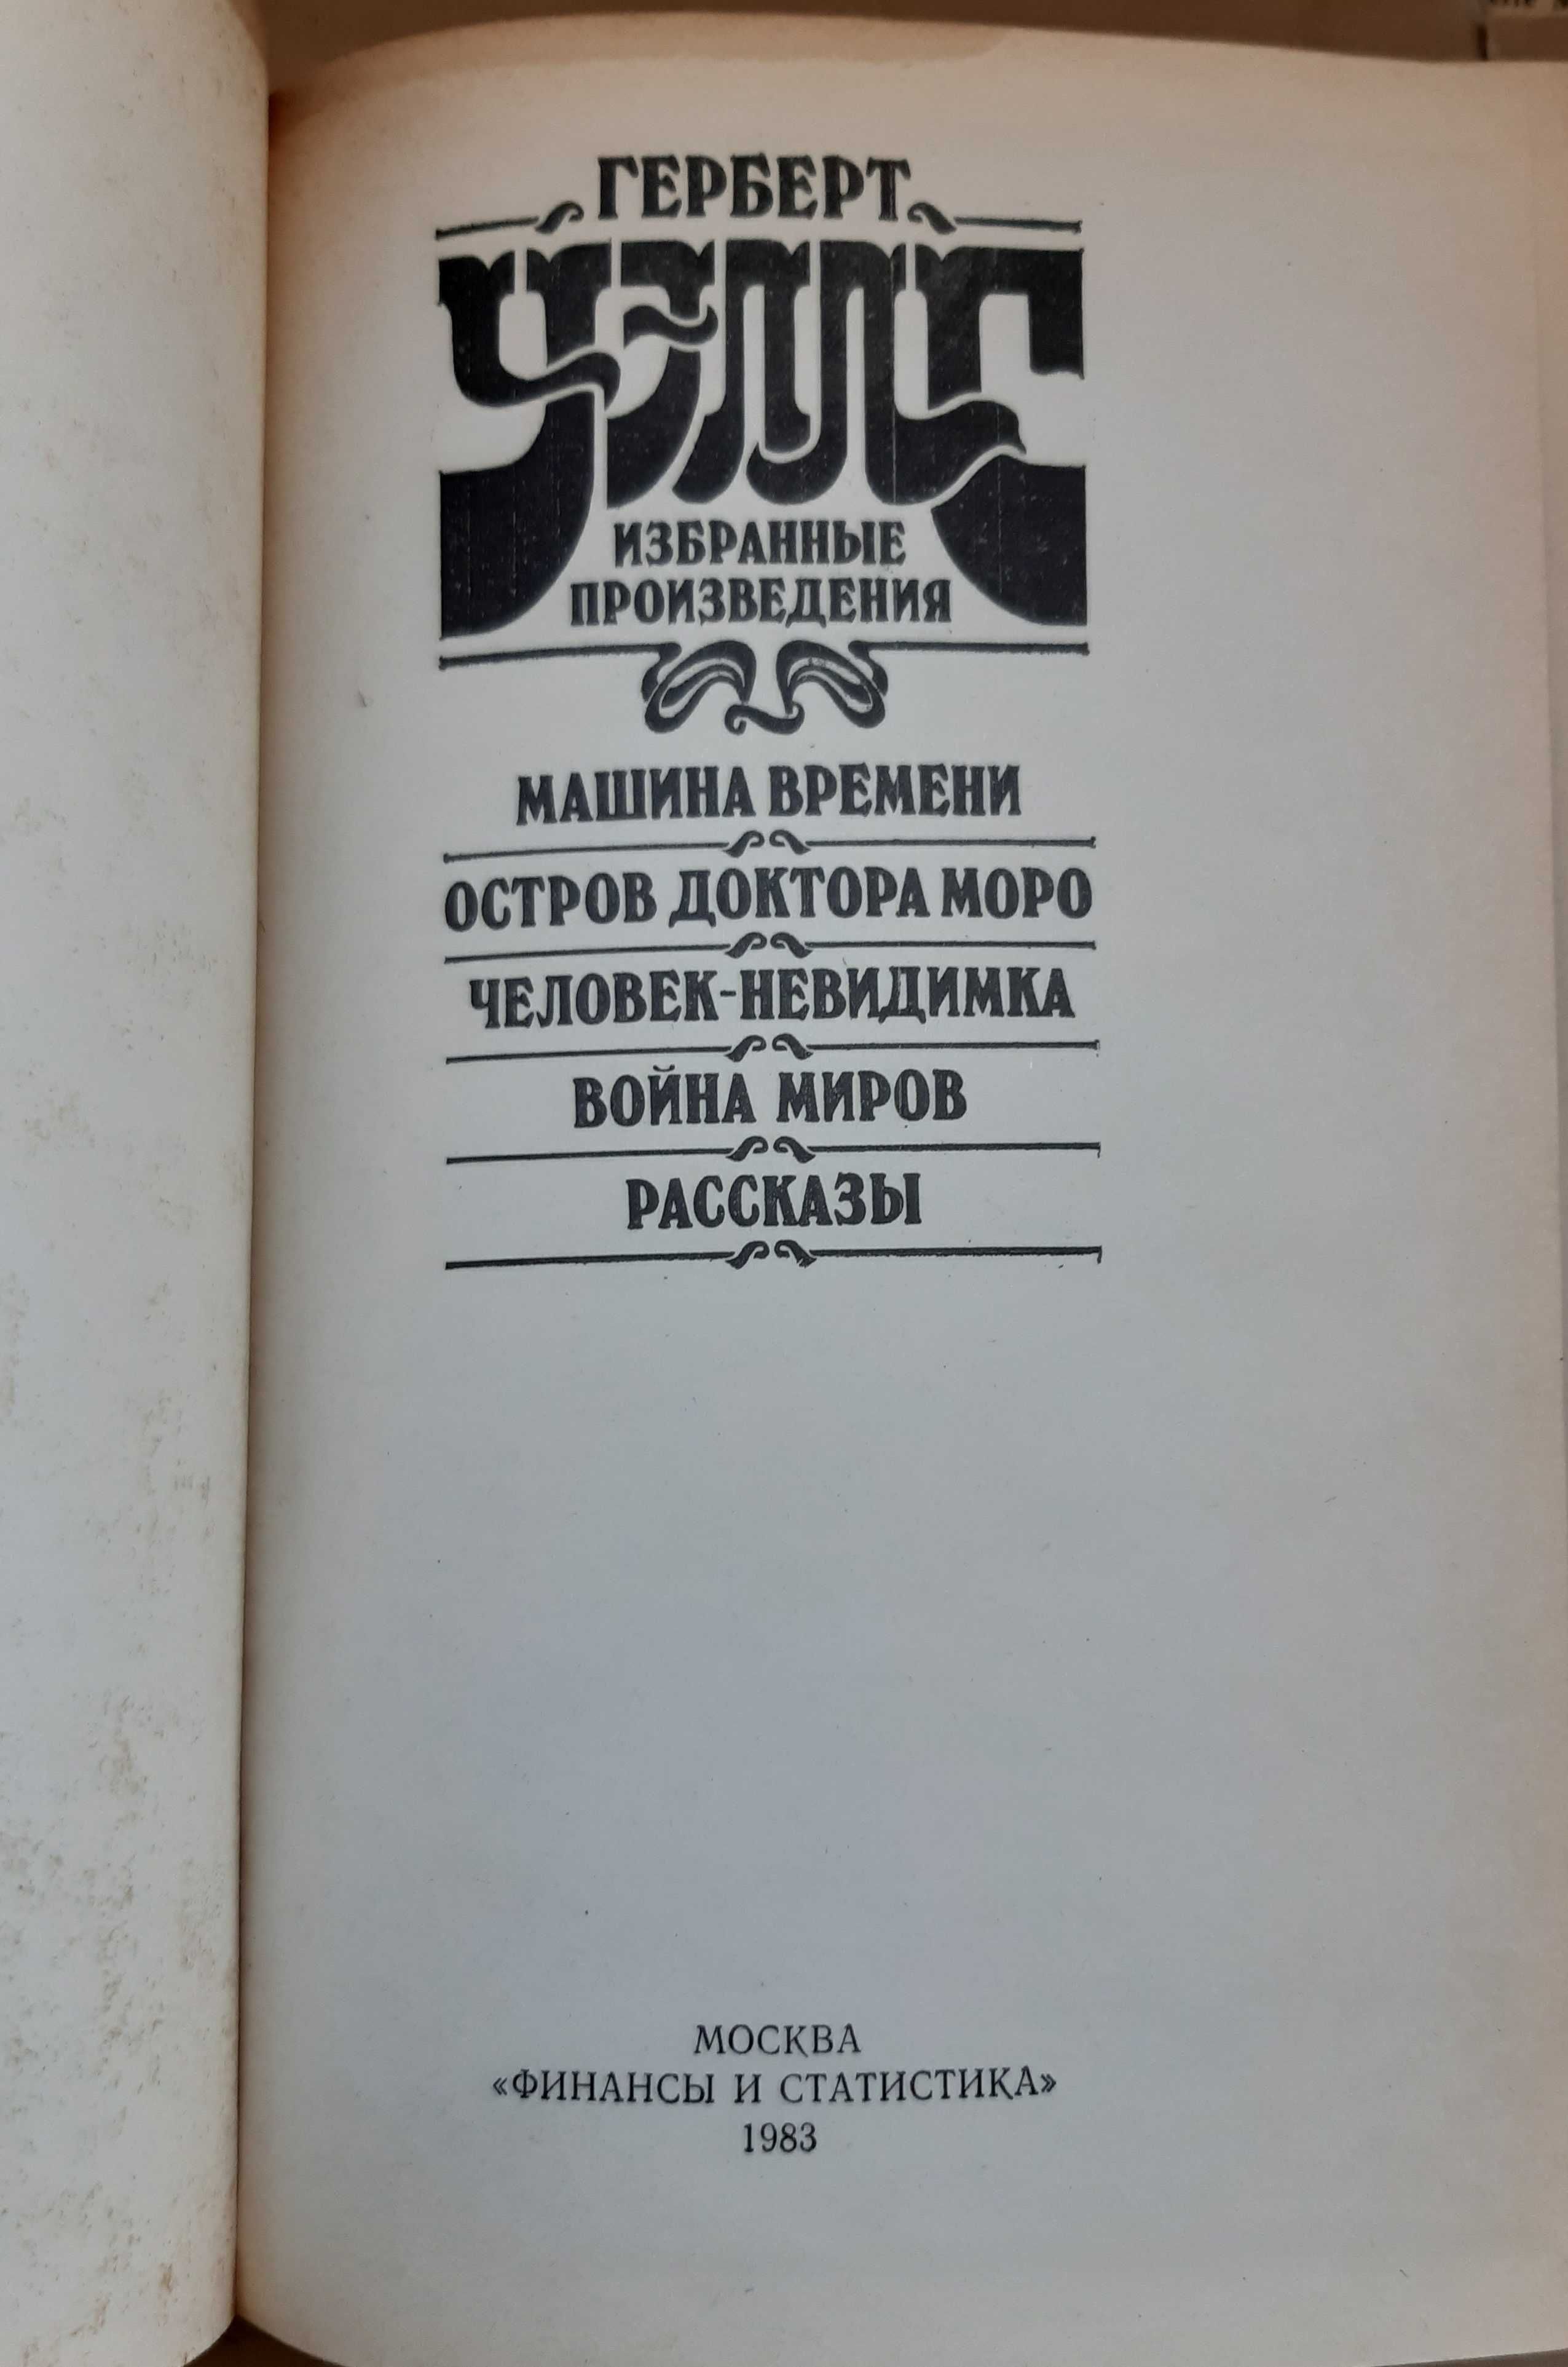 ГЕРБЕРТ
УЭЛЛС
ИЗБРАННЫЕ
ПРОИЗВЕДЕНИЯ
МАШИНА ВРЕМЕНИ
ОСТРОВ ДОКТОРА МОРО
ЧЕЛОВЕК-НЕВИДИМКА
ВОЙНА МИРОВ
РАССКАЗЫ
МОСКВА
«ФИНАНСЫ И СТАТИСТИКА»
1983